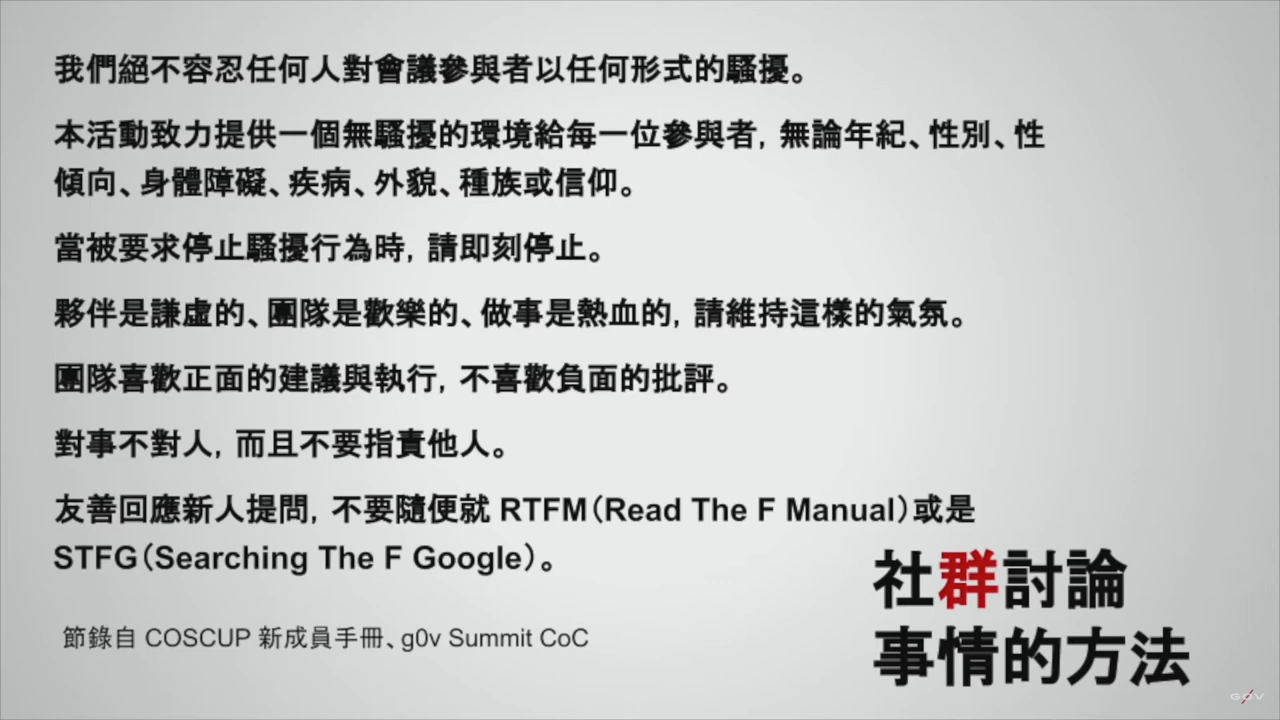 我們絕不容忍任何人對會議參與者以任何形式的騷擾。
本活動致力提供一個無騷擾的環境給每一位參與者，無論年紀、性別、性
傾向、身體障礙、疾病、外貌、種族或信仰。
當被要求停止騷擾行為時，請即刻停止。
夥伴是謙虛的、團隊是歡樂的、做事是熱血的，請維持這樣的氣氛。
團隊喜歡正面的建議與執行，不喜歡負面的批評。
對事不對人，而且不要指責他人。
友善回應新人提問，不要隨便就 RTFM（Read The F Manual）或是
STFG（Searching The F Google）。
節錄自 COSCUP 新成員手冊、g0v Summit CoC
社群討論
事情的方法
G0V